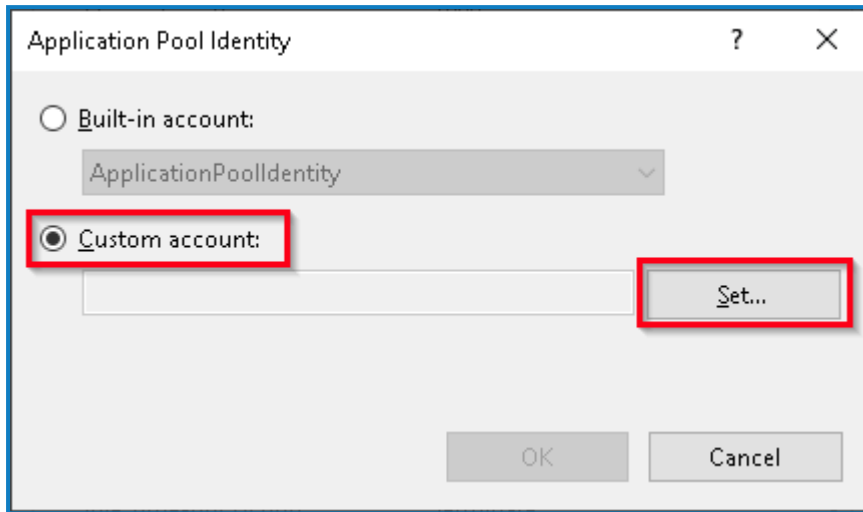 Application Pool Identity ?
Built-in account:
ApplicationPoolIdentity
Custom account:
Set...
OK Cancel